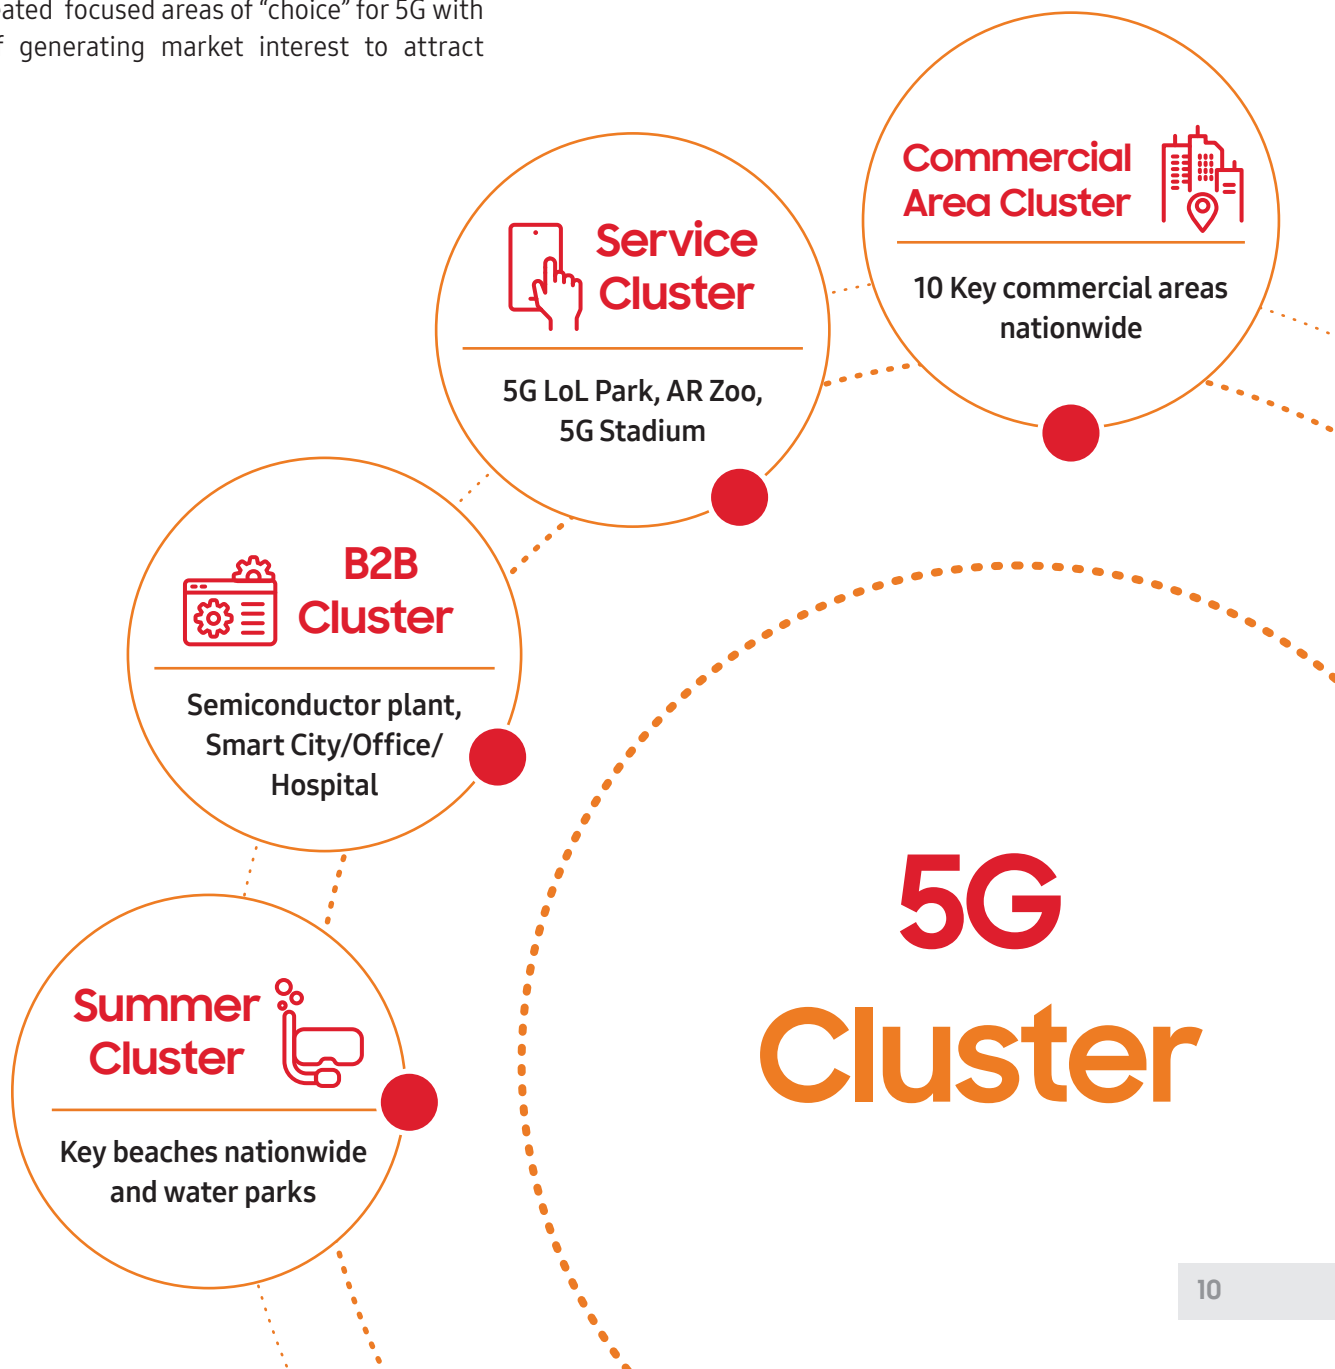 focused areas of “choice” for 5G with
generating market interest to attract
Commercial
Area Cluster
10 Key commercial areas
nationwide
Service
Cluster
5G LoL Park, AR Zoo,
5G Stadium
B2B
Cluster
Semiconductor plant,
Smart City/Office/
Hospital
Summer
Cluster
Key beaches nationwide
and water parks
5G
Cluster
10